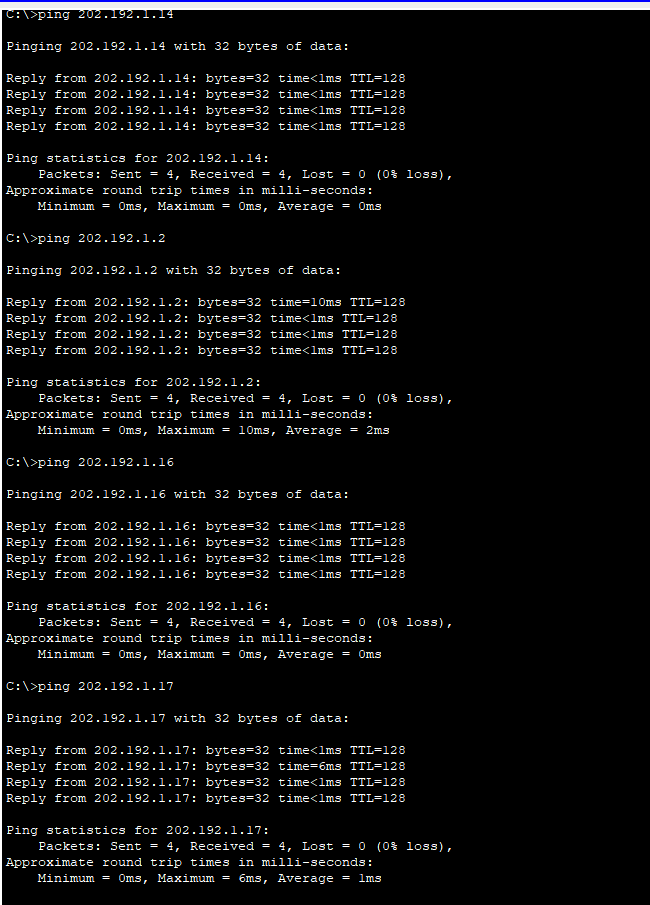 C:\>ping 202.192.1.14
Pinging 202.192.1.14 with 32 bytes of data:
Reply from 202.192.1.14: bytes=32 time<1ms TTL=128
Reply from 202.192.1.14: bytes=32 time<1ms TTL=128
Reply from 202.192.1.14: bytes=32 time<1ms TTL=128
Reply from 202.192.1.14: bytes=32 time<1ms TTL=128
Ping statistics for 202.192.1.14:
    Packets: Sent = 4, Received = 4, Lost = 0 (0% loss),
Approximate round trip times in milli-seconds:
    Minimum = 0ms, Maximum = 0ms, Average = 0ms
C:\>ping 202.192.1.2
Pinging 202.192.1.2 with 32 bytes of data:
Reply from 202.192.1.2: bytes=32 time=10ms TTL=128
Reply from 202.192.1.2: bytes=32 time<1ms TTL=128
Reply from 202.192.1.2: bytes=32 time<1ms TTL=128
Reply from 202.192.1.2: bytes=32 time<1ms TTL=128
Ping statistics for 202.192.1.2:
    Packets: Sent = 4, Received = 4, Lost = 0 (0% loss),
Approximate round trip times in milli-seconds:
    Minimum = 0ms, Maximum = 10ms, Average = 2ms
C:\>ping 202.192.1.16
Pinging 202.192.1.16 with 32 bytes of data:
Reply from 202.192.1.16: bytes=32 time<1ms TTL=128
Reply from 202.192.1.16: bytes=32 time<1ms TTL=128
Reply from 202.192.1.16: bytes=32 time<1ms TTL=128
Reply from 202.192.1.16: bytes=32 time<1ms TTL=128
Ping statistics for 202.192.1.16:
    Packets: Sent = 4, Received = 4, Lost = 0 (0% loss),
Approximate round trip times in milli-seconds:
    Minimum = 0ms, Maximum = 0ms, Average = 0ms
C:\>ping 202.192.1.17
Pinging 202.192.1.17 with 32 bytes of data:
Reply from 202.192.1.17: bytes=32 time<1ms TTL=128
Reply from 202.192.1.17: bytes=32 time=6ms TTL=128
Reply from 202.192.1.17: bytes=32 time<1ms TTL=128
Reply from 202.192.1.17: bytes=32 time<1ms TTL=128
Ping statistics for 202.192.1.17:
    Packets: Sent = 4, Received = 4, Lost = 0 (0% loss),
Approximate round trip times in milli-seconds:
    Minimum = 0ms, Maximum = 6ms, Average = 1ms